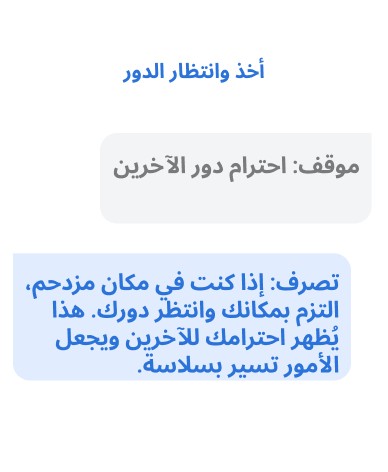 أخذ وانتظار الدور
موقف: احترام دور الآخرين
تصرف: إذا كنت في مكان مزدحم،
التزم بمكانك وانتظر دورك. هذا
يُظهر احترامك للآخرين ويجعل
الأمور تسير بسلاسة.